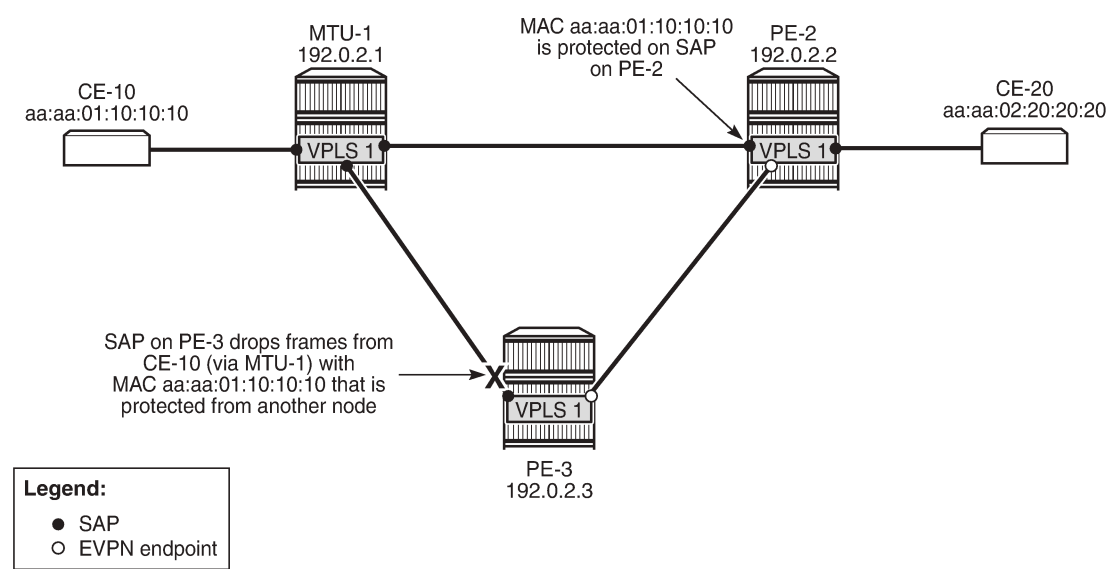 MTU-1
192.0.2.1
MAC aa:aa:01:10:10:10
is protected on SAP
on PE-2
PE-2
192.0.2.2
CE-10
aa:aa:01:10:10:10
CE-20
aa:aa:02:20:20:20
VPLS 1
VPLS 1
SAP on PE-3 drops frames from
CE-10 (via MTU-1) with
MAC aa:aa:01:10:10:10 that is
protected from another node
X
VPLS 1
PE-3
192.0.2.3
Legend:
SAP
EVPN endpoint